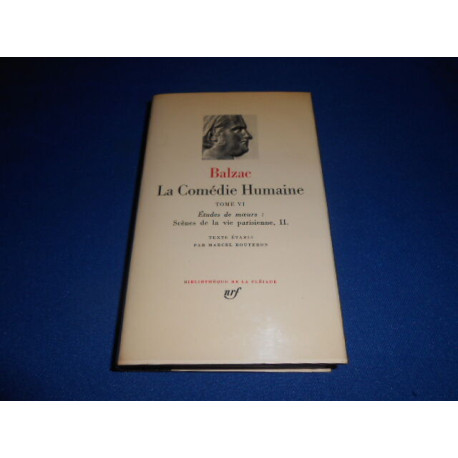 Balzac
La Comédie Humaine
TOME VI
Études de mœurs :
Scènes de la vie parisienne, II.
TEXTE ÉTABLI
PAR MARCEL BOUTERON
BIBLIOTHÈQUE DE LA PLÉIADE
nrf